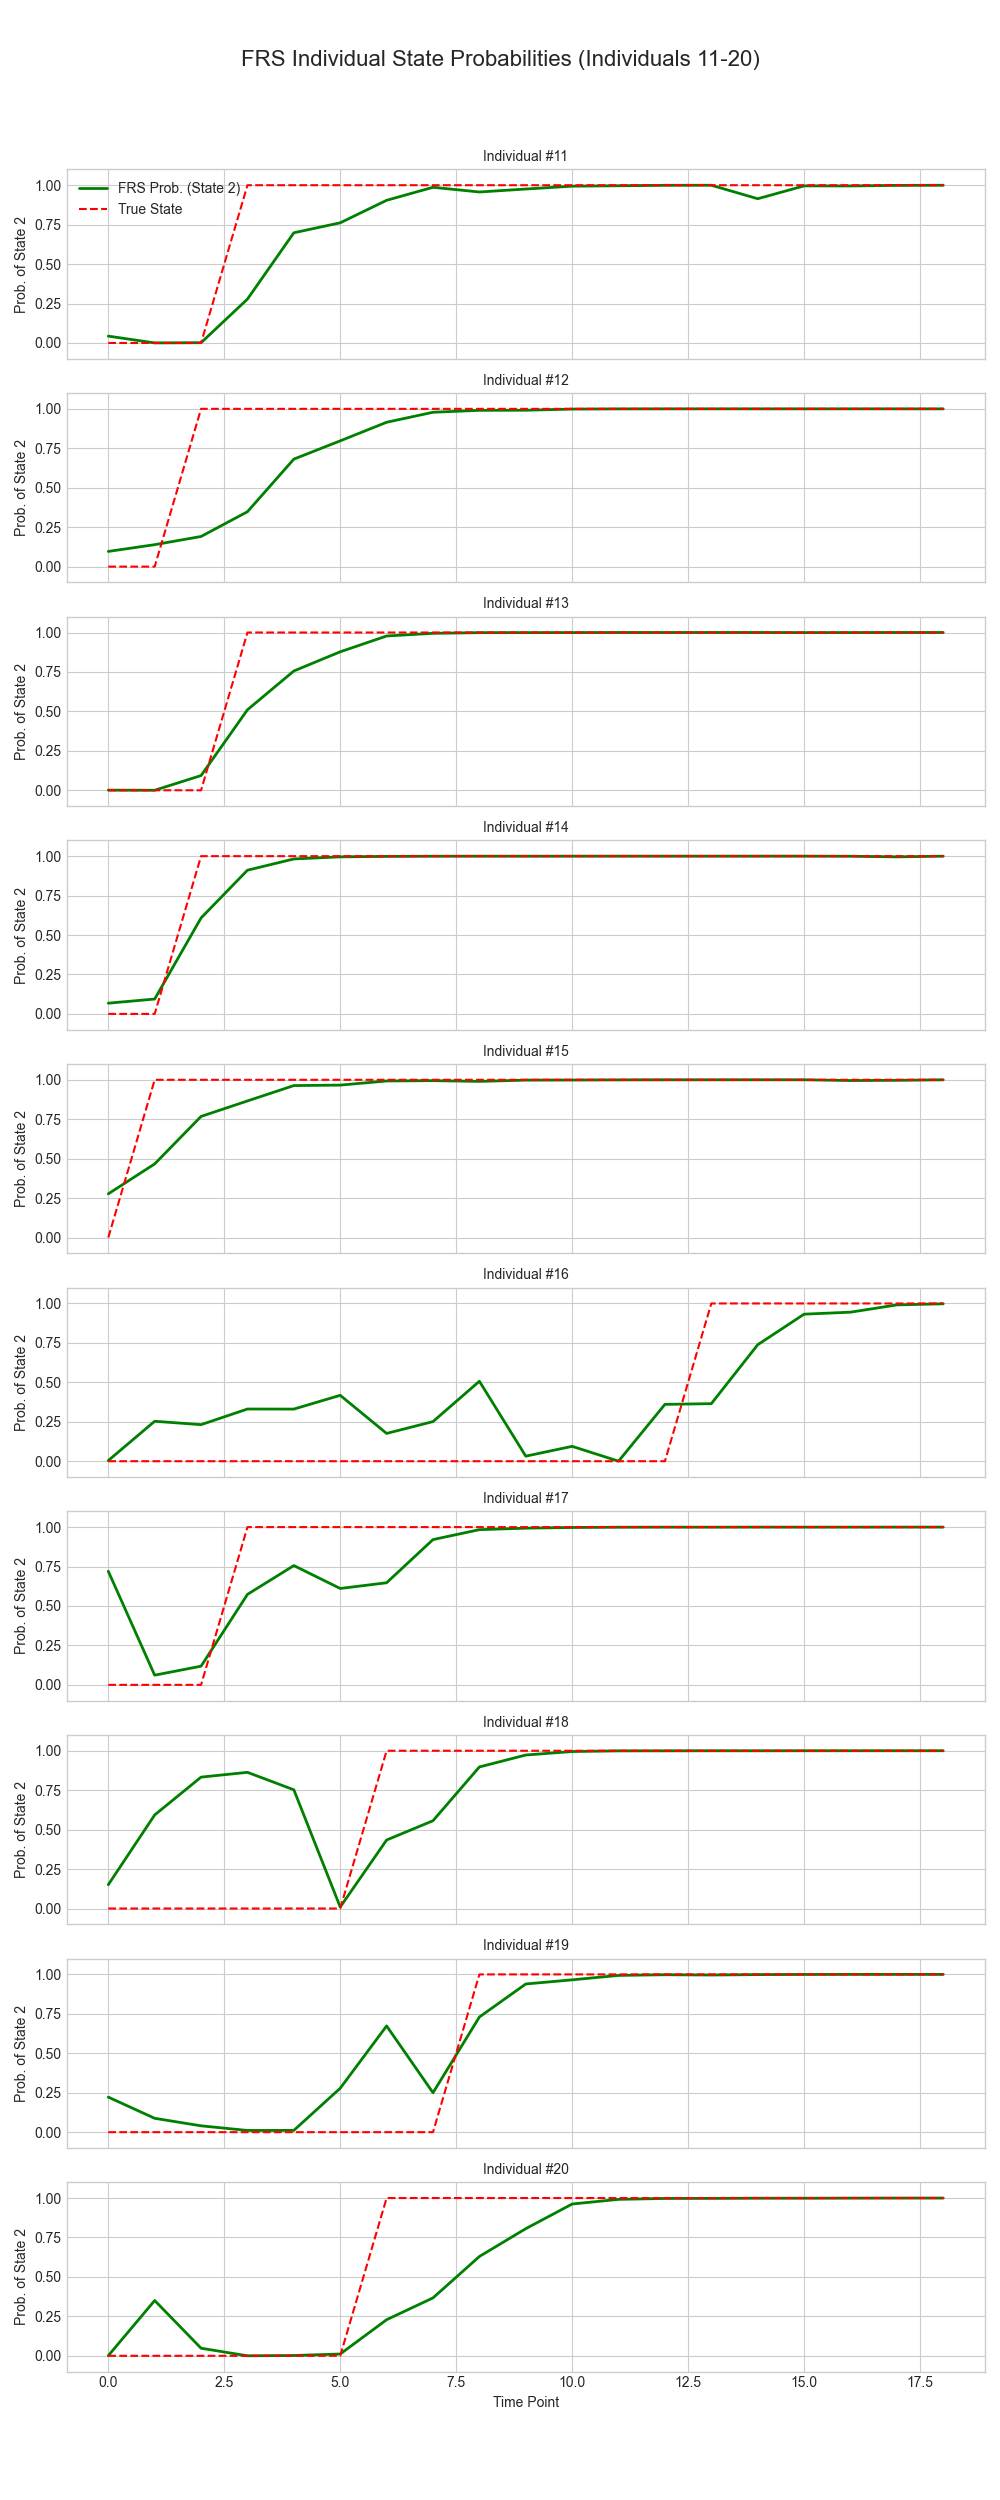 FRS Individual State Probabilities (Individuals 11-20)
Individual #11
FRS Prob. (State 2)
True State
Prob. of State 2
1.00
0.75
0.50
0.25
0.00
Individual #12
Prob. of State 2
1.00
0.75
0.50
0.25
0.00
Individual #13
Prob. of State 2
1.00
0.75
0.50
0.25
0.00
Individual #14
Prob. of State 2
1.00
0.75
0.50
0.25
0.00
Individual #15
Prob. of State 2
1.00
0.75
0.50
0.25
0.00
Individual #16
Prob. of State 2
1.00
0.75
0.50
0.25
0.00
Individual #17
Prob. of State 2
1.00
0.75
0.50
0.25
0.00
Individual #18
Prob. of State 2
1.00
0.75
0.50
0.25
0.00
Individual #19
Prob. of State 2
1.00
0.75
0.50
0.25
0.00
Individual #20
Prob. of State 2
1.00
0.75
0.50
0.25
0.00
0.0 2.5 5.0 7.5 10.0 12.5 15.0 17.5
Time Point